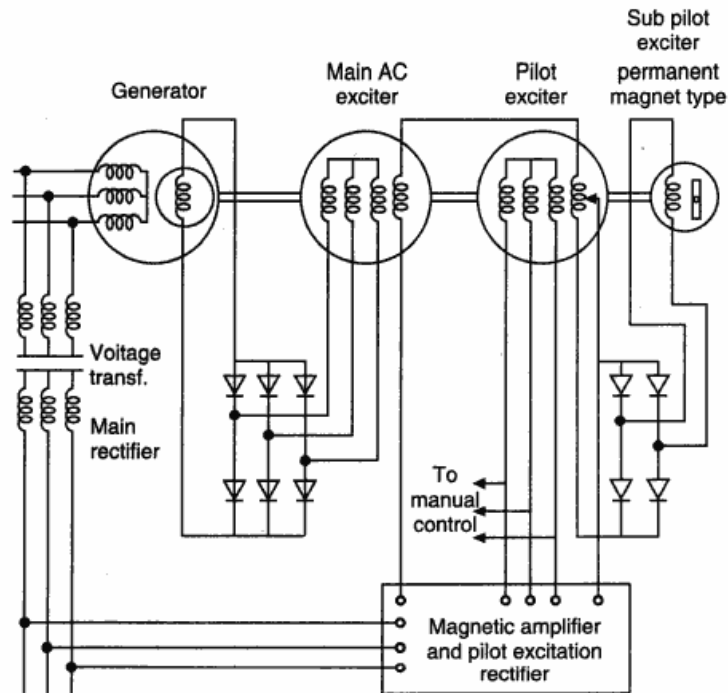 Generator
Main AC
exciter
Pilot
exciter
Sub pilot
exciter
permanent
magnet type
Voltage
transf.
Main
rectifier
To
manual
control
Magnetic amplifier
and pilot excitation
rectifier